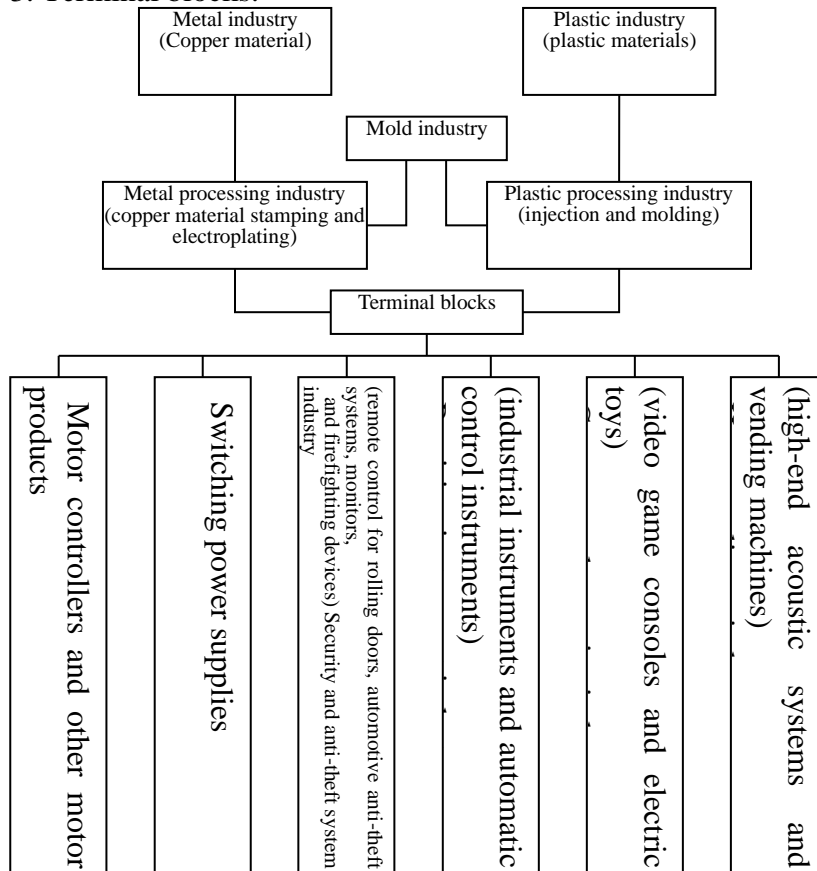 3. Terminal blocks:
Metal industry
(Copper material)
Plastic industry
(plastic materials)
Mold industry
Metal processing industry
(copper material stamping and
electroplating)
Plastic processing industry
(injection and molding)
Terminal blocks
Motor controllers and other motor
products
Switching power supplies
(remote control for rolling doors, automotive anti-theft
systems, monitors,
and firefighting devices) Security and anti-theft system
industry
(industrial instruments and automatic
control instruments)
(video game consoles and electric
toys)
(high-end acoustic systems and
vending machines)